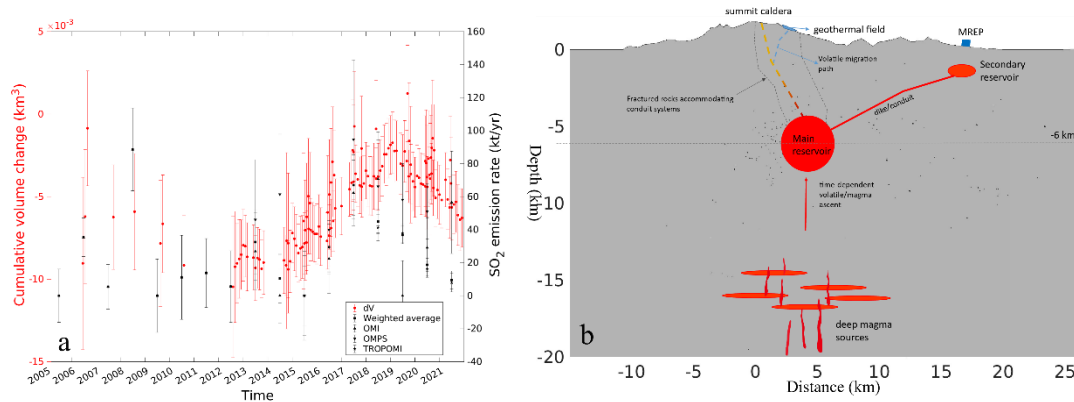 × 10⁻³
5
0
-5
-10
-15
Cumulative volume change (km³)
160
140
120
100
80
60
40
20
0
-20
-40
SO₂ emission rate (kt/yr)
dV
Weighted average
OMI
OMPS
TROPOMI
a
2005
2006
2007
2008
2009
2010
2011
2012
2013
2014
2015
2016
2017
2018
2019
2020
2021
Time
summit caldera
geothermal field
MREP
Volatile migration
path
Secondary
reservoir
Fractured rocks accommodating
conduit systems
dike/conduit
Main
reservoir
-6 km
time dependent
volatile/magma
ascent
deep magma
sources
b
0
-5
-10
-15
-20
Depth (km)
-10
-5
0
5
10
15
20
25
Distance (km)